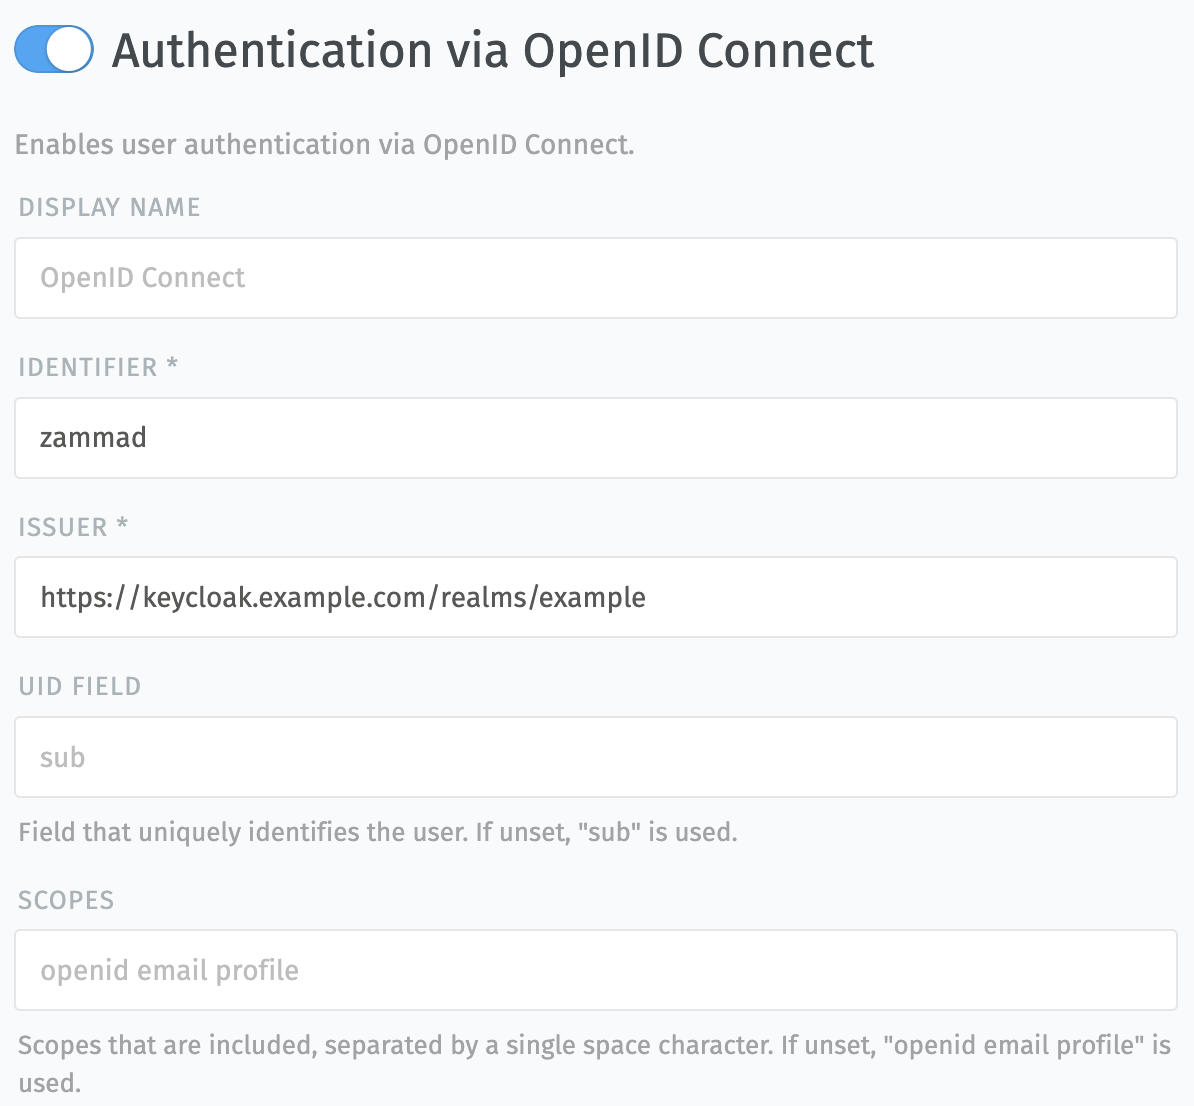 Authentication via OpenID Connect
Enables user authentication via OpenID Connect.
DISPLAY NAME
OpenID Connect
IDENTIFIER *
zammad
ISSUER *
https://keycloak.example.com/realms/example
UID FIELD
sub
Field that uniquely identifies the user. If unset, "sub" is used.
SCOPES
openid email profile
Scopes that are included, separated by a single space character. If unset, "openid email profile" is
used.